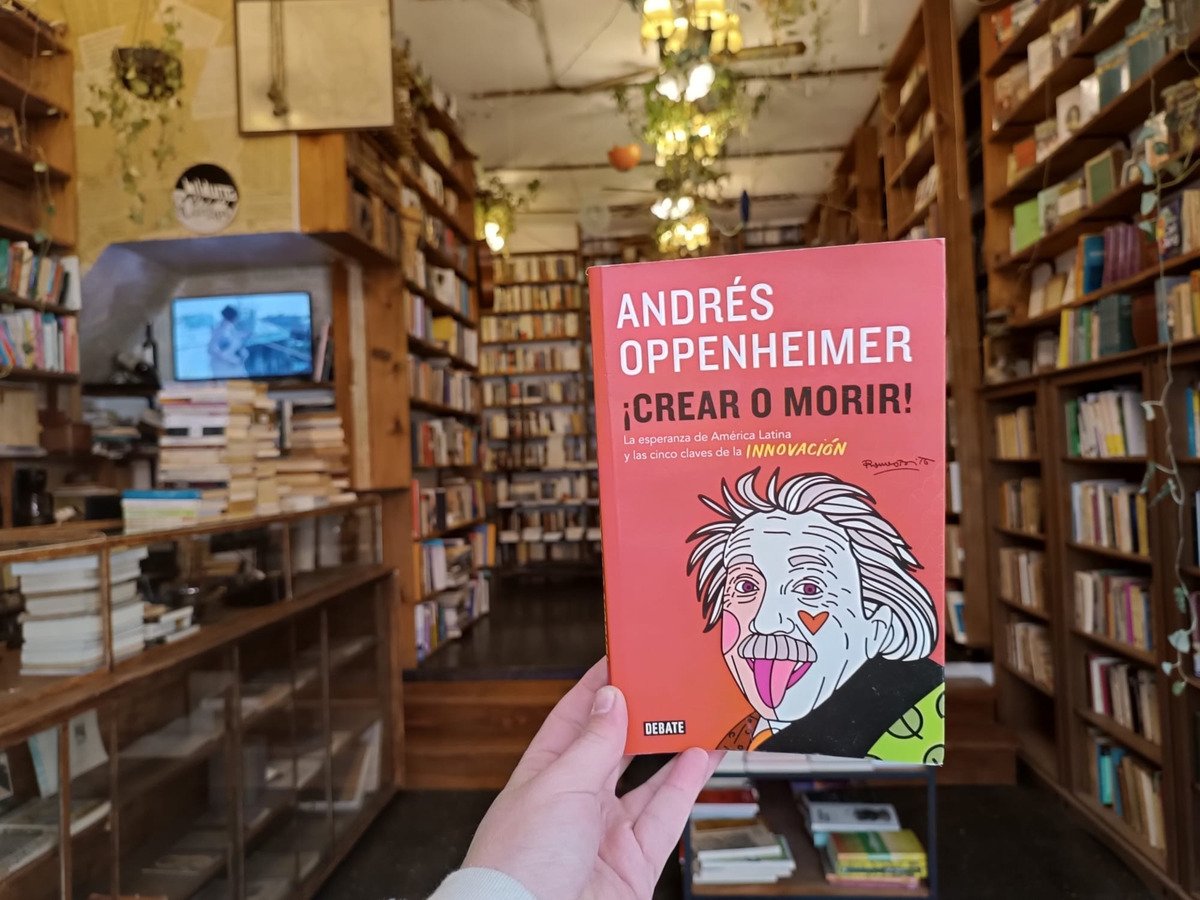 ANDRÉS
OPPENHEIMER
¡CREAR O MORIR!
La esperanza de América Latina
y las cinco claves de la INNOVACIÓN
DEBATE